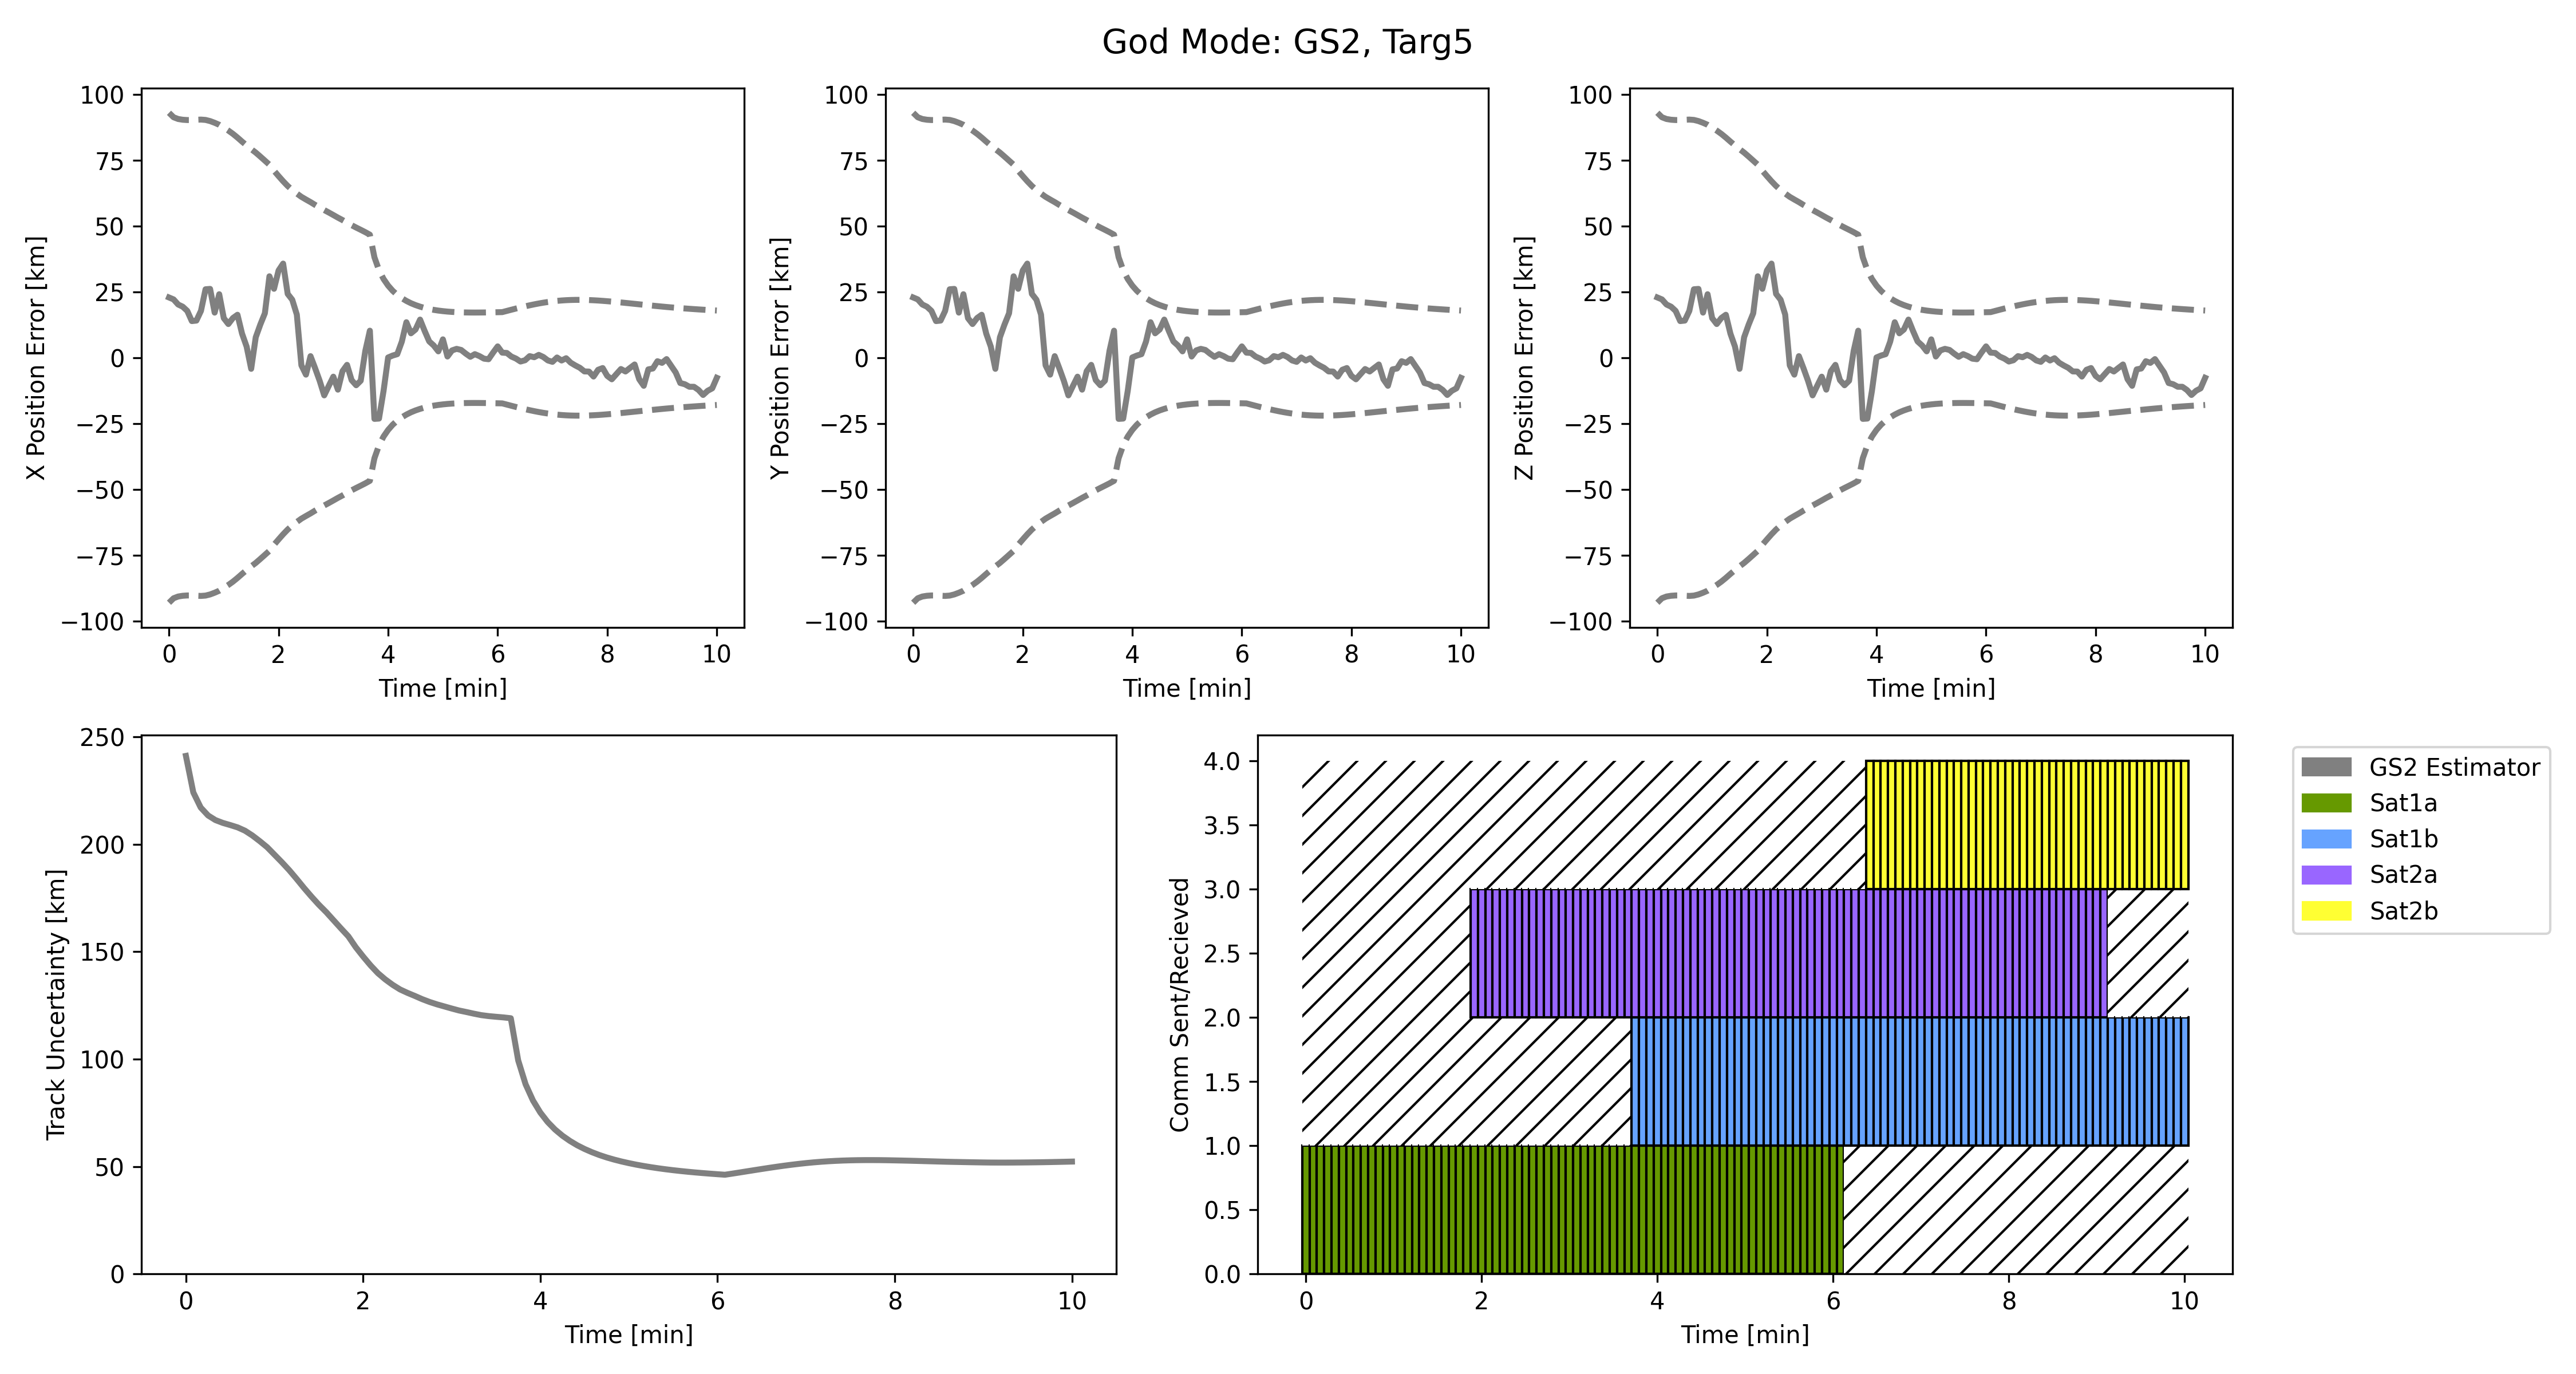 God Mode: GS2, Targ5
X Position Error [km]
100
75
50
25
0
−25
−50
−75
−100
0 2 4 6 8 10
Time [min]
Y Position Error [km]
100
75
50
25
0
−25
−50
−75
−100
0 2 4 6 8 10
Time [min]
Z Position Error [km]
100
75
50
25
0
−25
−50
−75
−100
0 2 4 6 8 10
Time [min]
Track Uncertainty [km]
250
200
150
100
50
0
0 2 4 6 8 10
Time [min]
Comm Sent/Recieved
4.0
3.5
3.0
2.5
2.0
1.5
1.0
0.5
0.0
0 2 4 6 8 10
Time [min]
GS2 Estimator
Sat1a
Sat1b
Sat2a
Sat2b